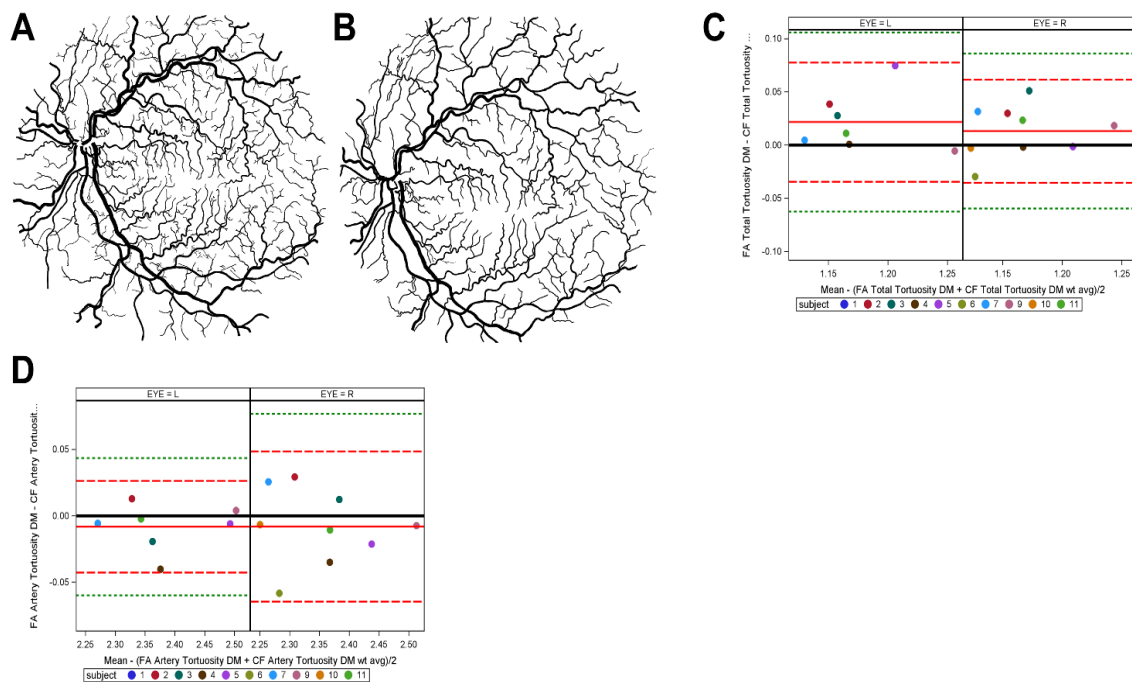 A
B
C
EYE = L
EYE = R
FA Total Tortuosity DM - CF Total Tortuosity ...
0.10
0.05
0.00
-0.05
-0.10
1.15
1.20
1.25
1.15
1.20
1.25
Mean - (FA Total Tortuosity DM + CF Total Tortuosity DM wt avg)/2
subject 1 2 3 4 5 6 7 9 10 11
D
EYE = L
EYE = R
FA Artery Tortuosity DM - CF Artery Tortuosit...
0.05
0.00
-0.05
2.25 2.30 2.35 2.40 2.45 2.50 2.25 2.30 2.35 2.40 2.45 2.50
Mean - (FA Artery Tortuosity DM + CF Artery Tortuosity DM wt avg)/2
subject 1 2 3 4 5 6 7 9 10 11